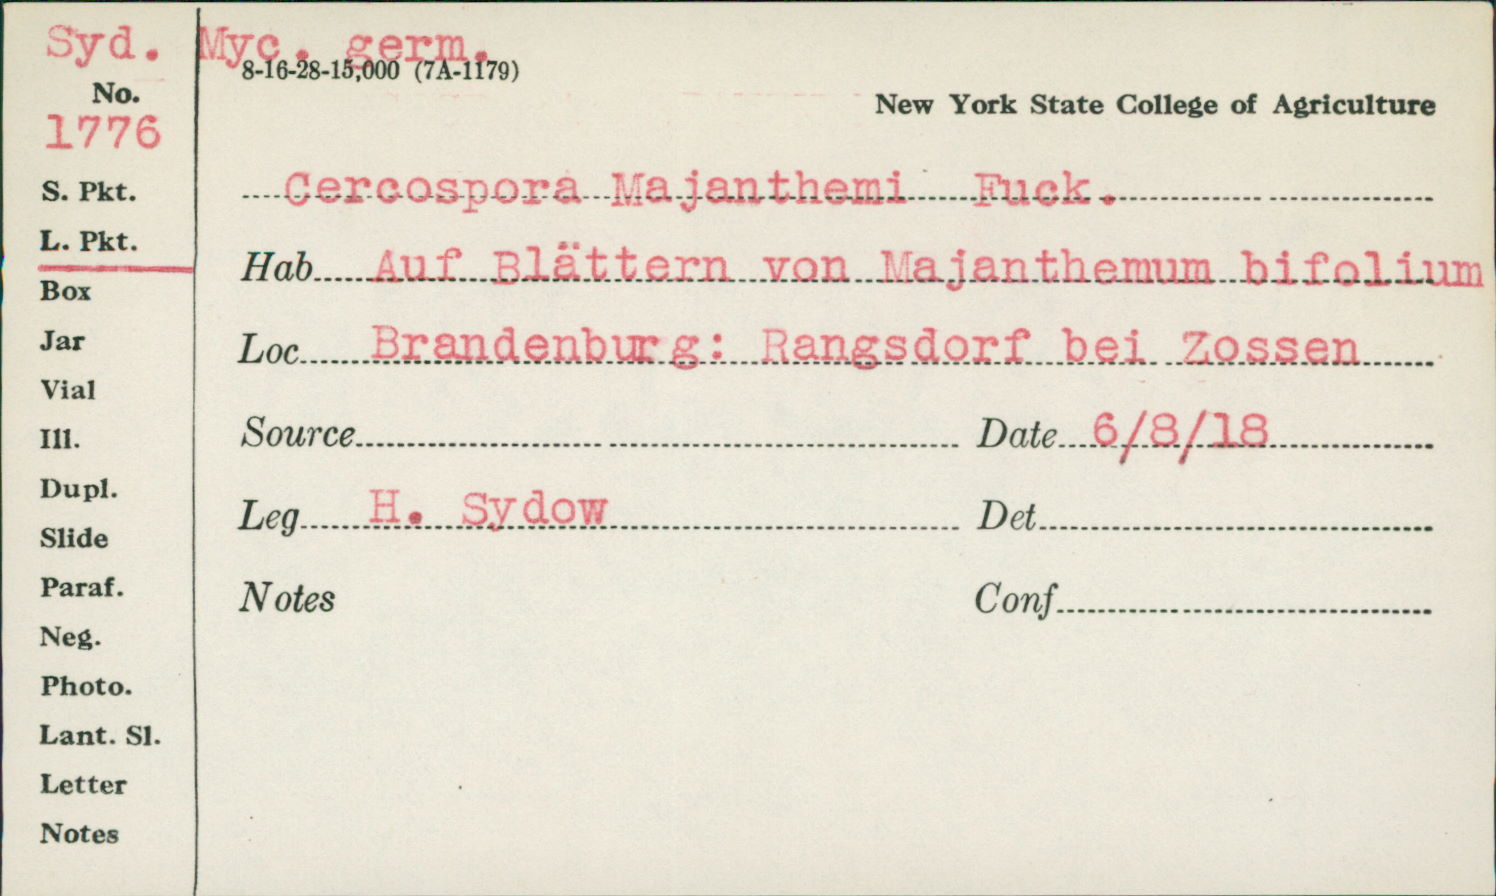 Syd. Myc. germ.
8-16-28-15,000 (7A-1179)
No.
1776
New York State College of Agriculture
S. Pkt.
Cercospora Majanthemi Fuck.
L. Pkt.
Hab. Auf Blättern von Majanthemum bifolium
Box
Jar
Loc. Brandenburg: Rangsdorf bei Zossen
Vial
Ill.
Source
Date 6/8/18
Dupl.
Leg. H. Sydow
Det.
Slide
Paraf.
Notes
Conf.
Neg.
Photo.
Lant. Sl.
Letter
Notes